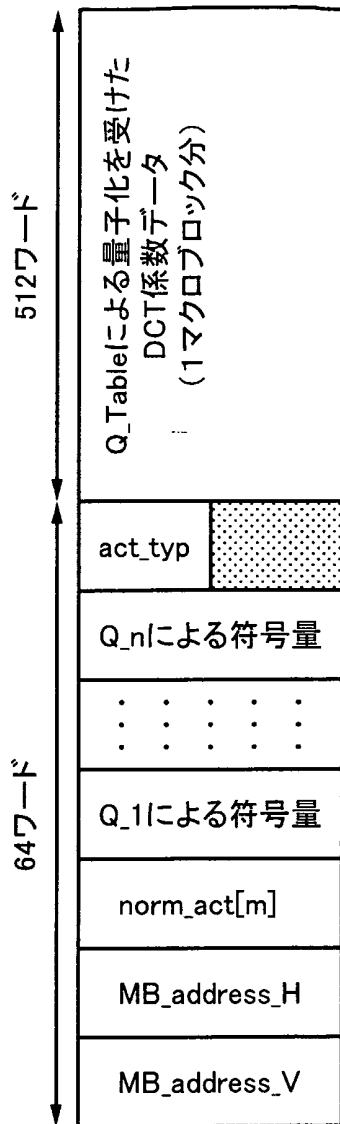 512ワード
Q_Tableによる量子化を受けた
DCT係数データ
(1マクロブロック分)
64ワード
act_typ
Q_nによる符号量
Q_1による符号量
norm_act[m]
MB_address_H
MB_address_V